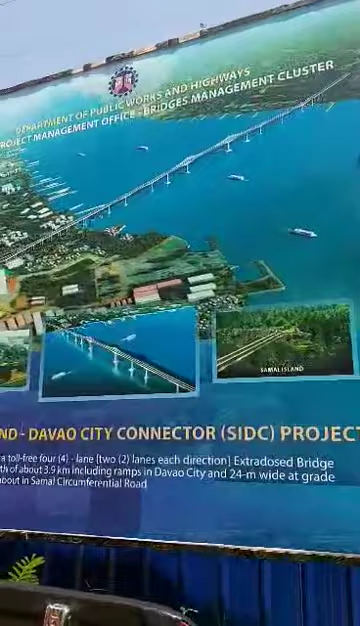 DEPARTMENT OF PUBLIC WORKS AND HIGHWAYS
PROJECT MANAGEMENT OFFICE - BRIDGES MANAGEMENT CLUSTER
SAMAL ISLAND
ND - DAVAO CITY CONNECTOR (SIDC) PROJECT
a toll-free four (4) - lane [two (2) lanes each direction] Extradosed Bridge
th of about 3.9 km including ramps in Davao City and 24-m wide at grade
about in Samal Circumferential Road